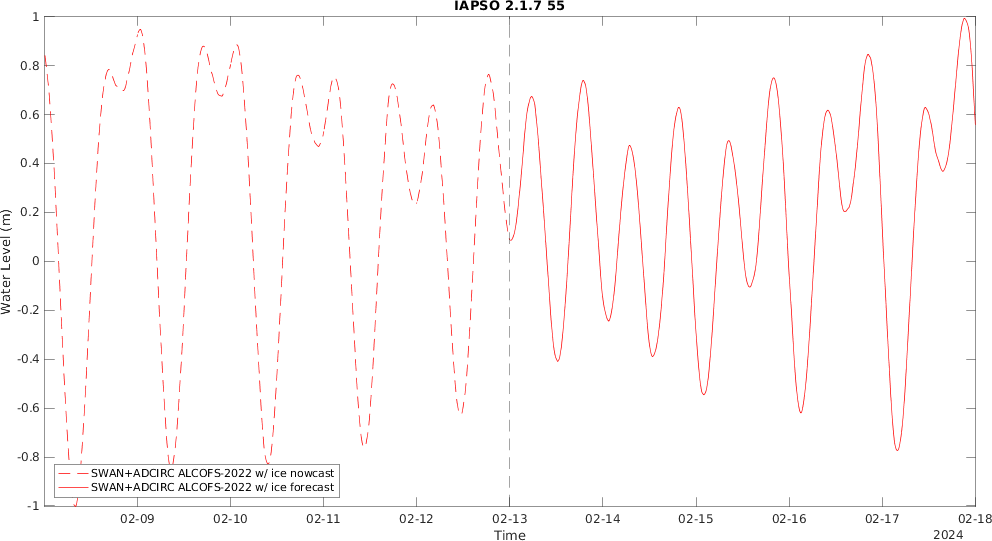 IAPSO 2.1.7 55
1
0.8
0.6
0.4
0.2
0
-0.2
-0.4
-0.6
-0.8
-1
Water Level (m)
SWAN+ADCIRC ALCOFS-2022 w/ ice nowcast
SWAN+ADCIRC ALCOFS-2022 w/ ice forecast
02-09 02-10 02-11 02-12 02-13 02-14 02-15 02-16 02-17 02-18
Time
2024